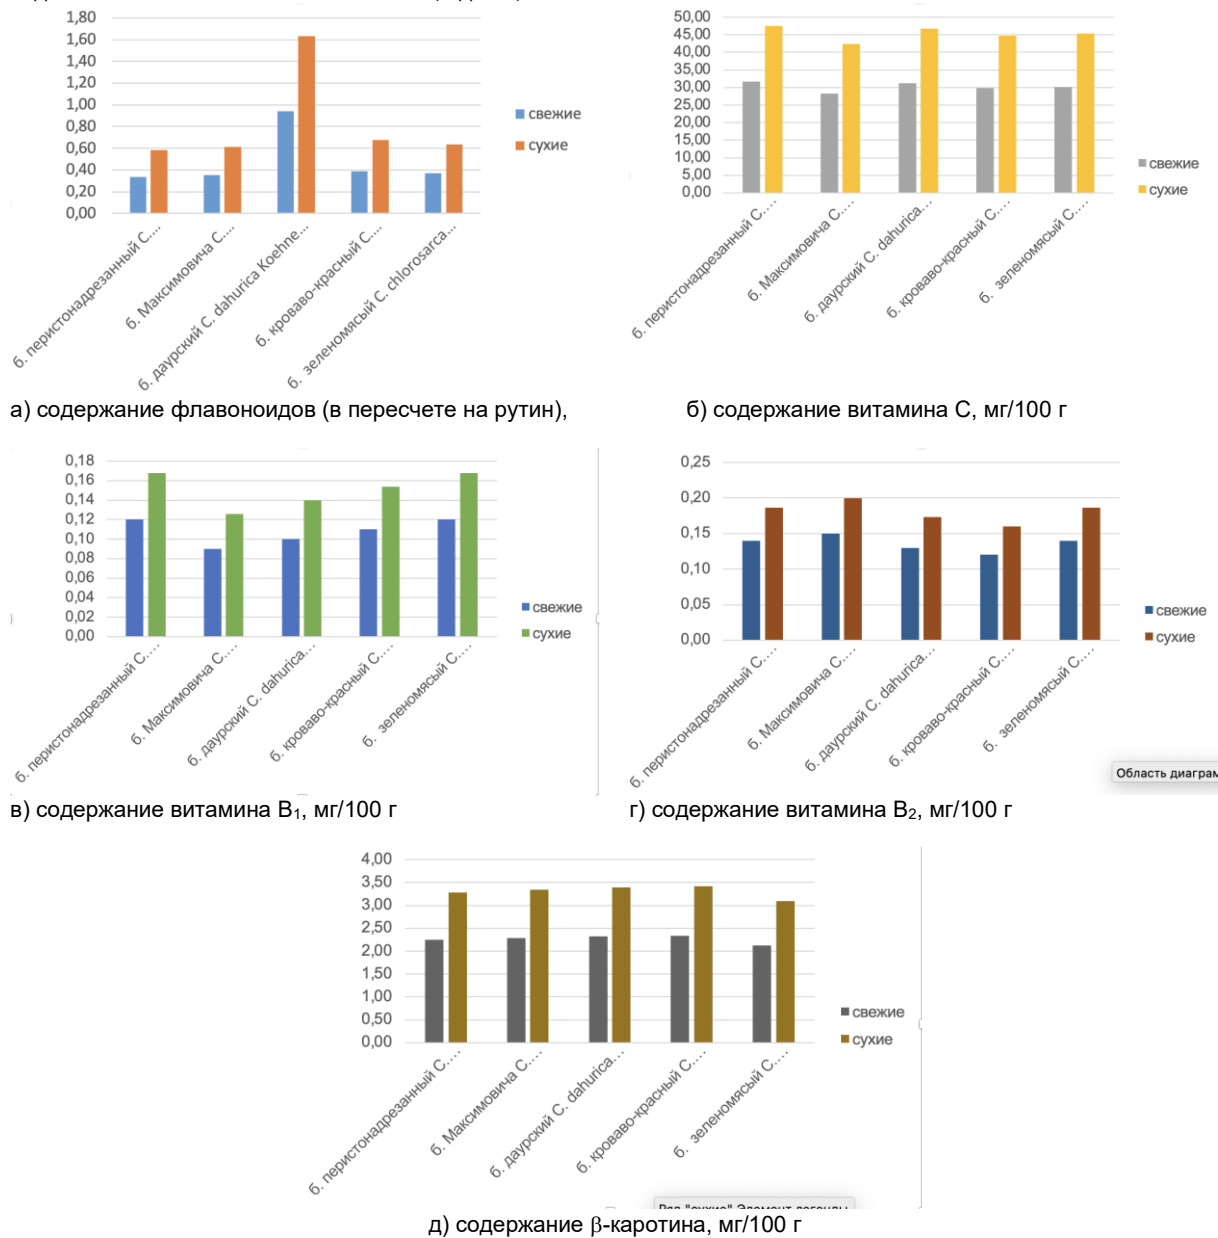 1,80
1,60
1,40
1,20
1,00
0,80
0,60
0,40
0,20
0,00
свежие
сухие
б. перистонадрезанный С....
б. Максимовича С....
б. даурский С. dahurica Koehne...
б. кроваво-красный С....
б. зеленомясый С. chlorosarca...
а) содержание флавоноидов (в пересчете на рутин),
50,00
45,00
40,00
35,00
30,00
25,00
20,00
15,00
10,00
5,00
0,00
свежие
сухие
б. перистонадрезанный С....
б. Максимовича С....
б. даурский С. dahurica...
б. кроваво-красный С....
б. зеленомясый С....
б) содержание витамина С, мг/100 г
0,18
0,16
0,14
0,12
0,10
0,08
0,06
0,04
0,02
0,00
свежие
сухие
б. перистонадрезанный С....
б. Максимовича С....
б. даурский С. dahurica...
б. кроваво-красный С....
б. зеленомясый С....
в) содержание витамина В₁, мг/100 г
0,25
0,20
0,15
0,10
0,05
0,00
свежие
сухие
б. перистонадрезанный С....
б. Максимовича С....
б. даурский С. dahurica...
б. кроваво-красный С....
б. зеленомясый С....
Область диаграм
г) содержание витамина В₂, мг/100 г
4,00
3,50
3,00
2,50
2,00
1,50
1,00
0,50
0,00
свежие
сухие
б. перистонадрезанный С....
б. Максимовича С....
б. даурский С. dahurica...
б. кроваво-красный С....
б. зеленомясый С....
Ряд "сухие" Элемент легенды
д) содержание β-каротина, мг/100 г